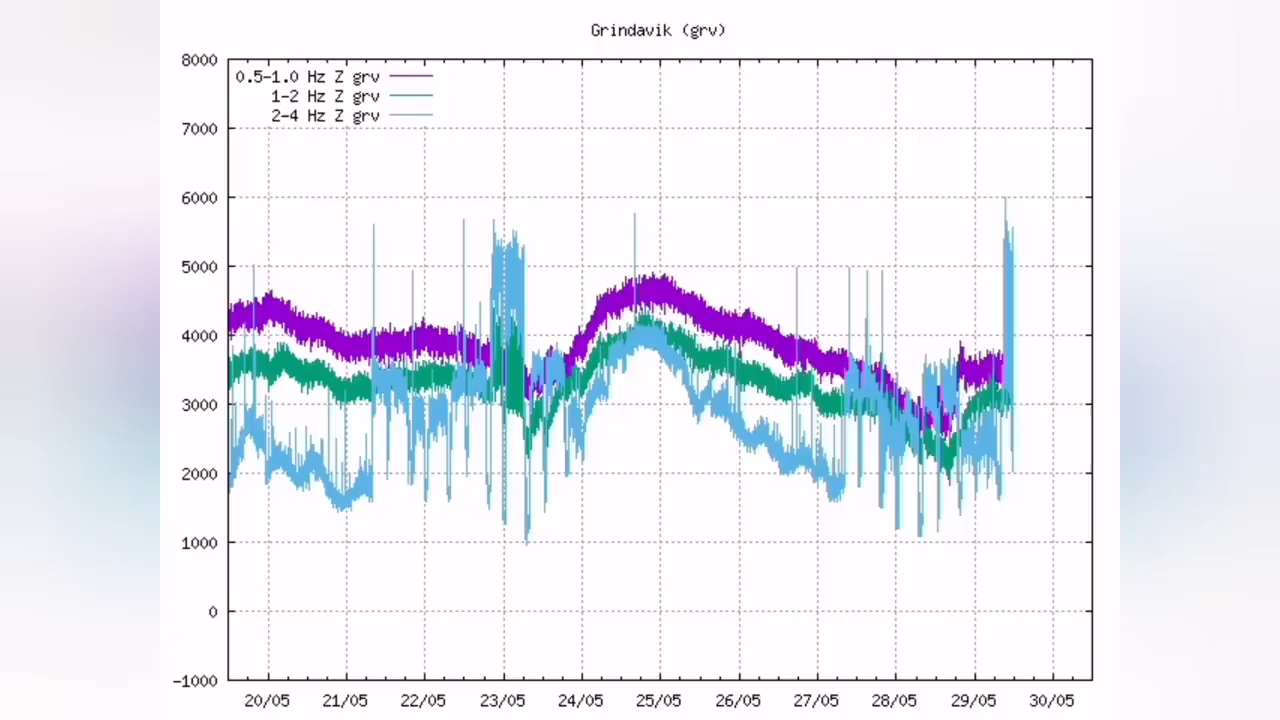 Grindavik (grv)
8000
7000
6000
5000
4000
3000
2000
1000
0
-1000
0.5-1.0 Hz Z grv
1-2 Hz Z grv
2-4 Hz Z grv
20/05 21/05 22/05 23/05 24/05 25/05 26/05 27/05 28/05 29/05 30/05